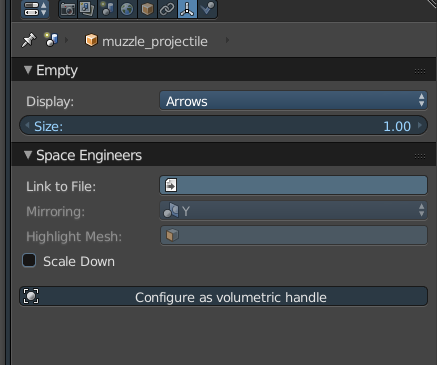 muzzle_projectile
Empty
Display: Arrows
Size: 1.00
Space Engineers
Link to File:
Mirroring: Y
Highlight Mesh:
Scale Down
Configure as volumetric handle